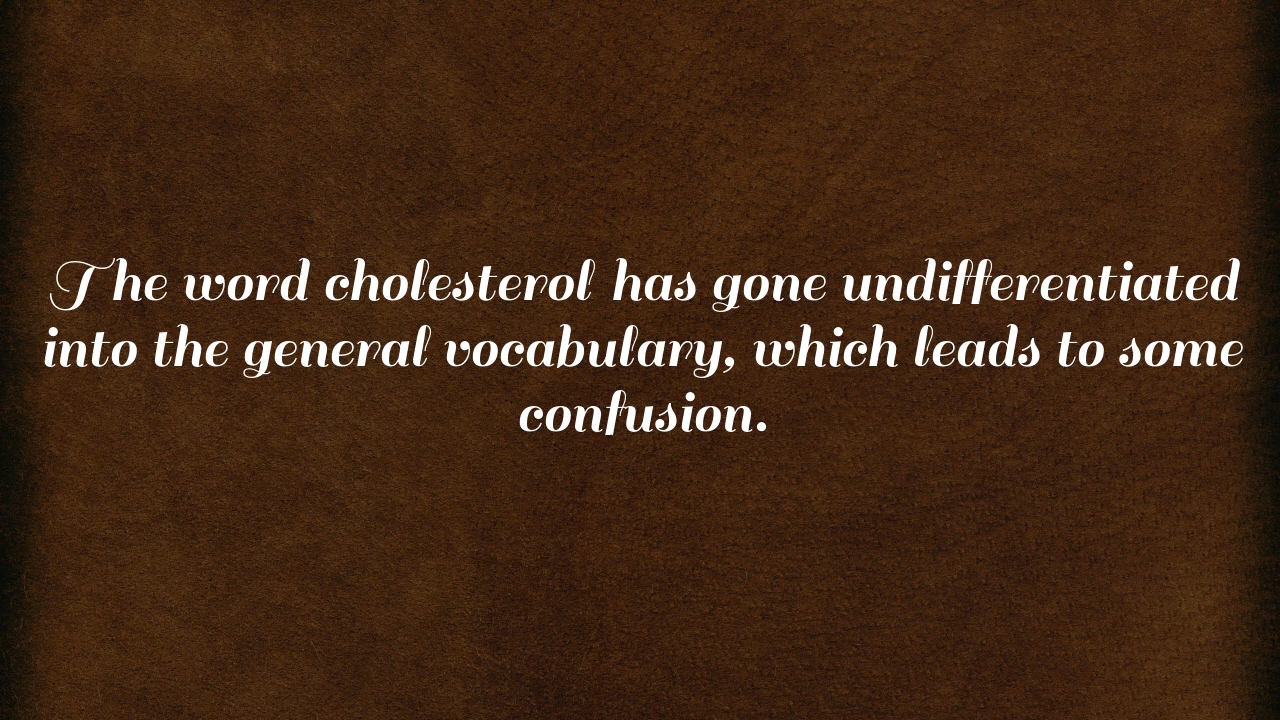 The word cholesterol has gone undifferentiated
into the general vocabulary, which leads to some
confusion.